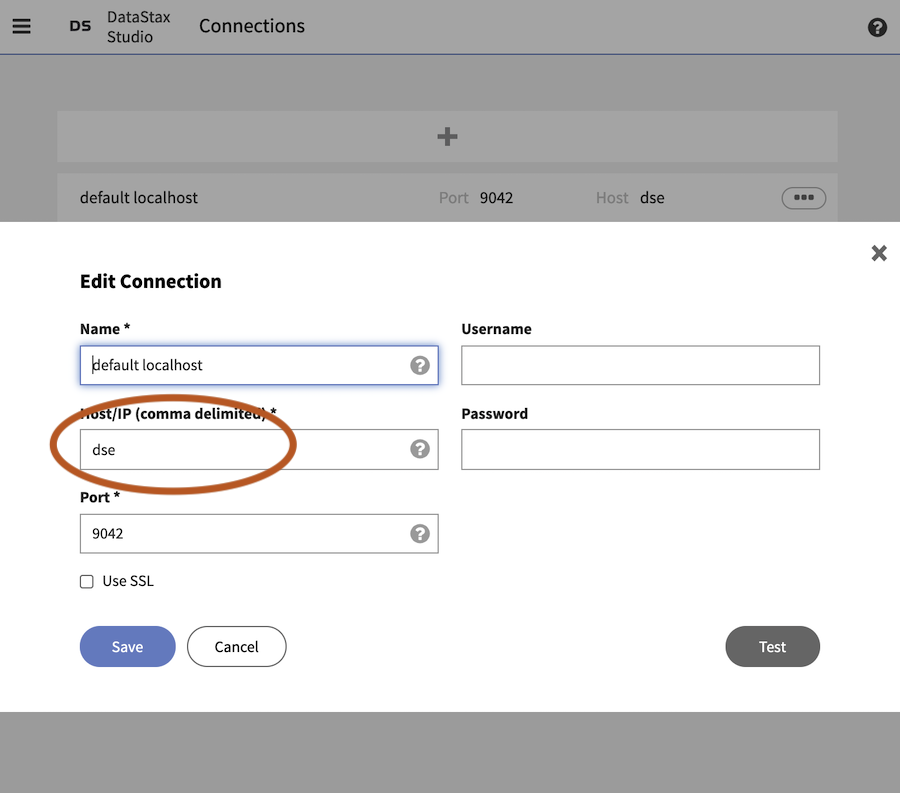 DS
DataStax
Studio
Connections
default localhost Port 9042 Host dse
Edit Connection
Name * Username
default localhost
Host/IP (comma delimited) * Password
dse
Port *
9042
Use SSL
Save Cancel Test